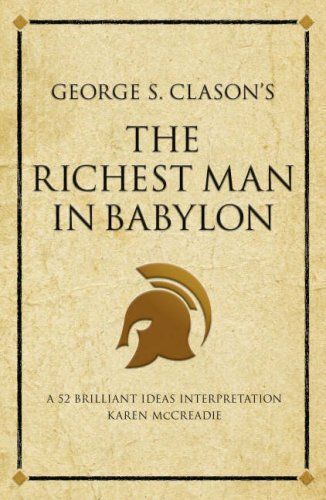 GEORGE S. CLASON'S
THE
RICHEST MAN
IN BABYLON
A 52 BRILLIANT IDEAS INTERPRETATION
KAREN McCREADIE